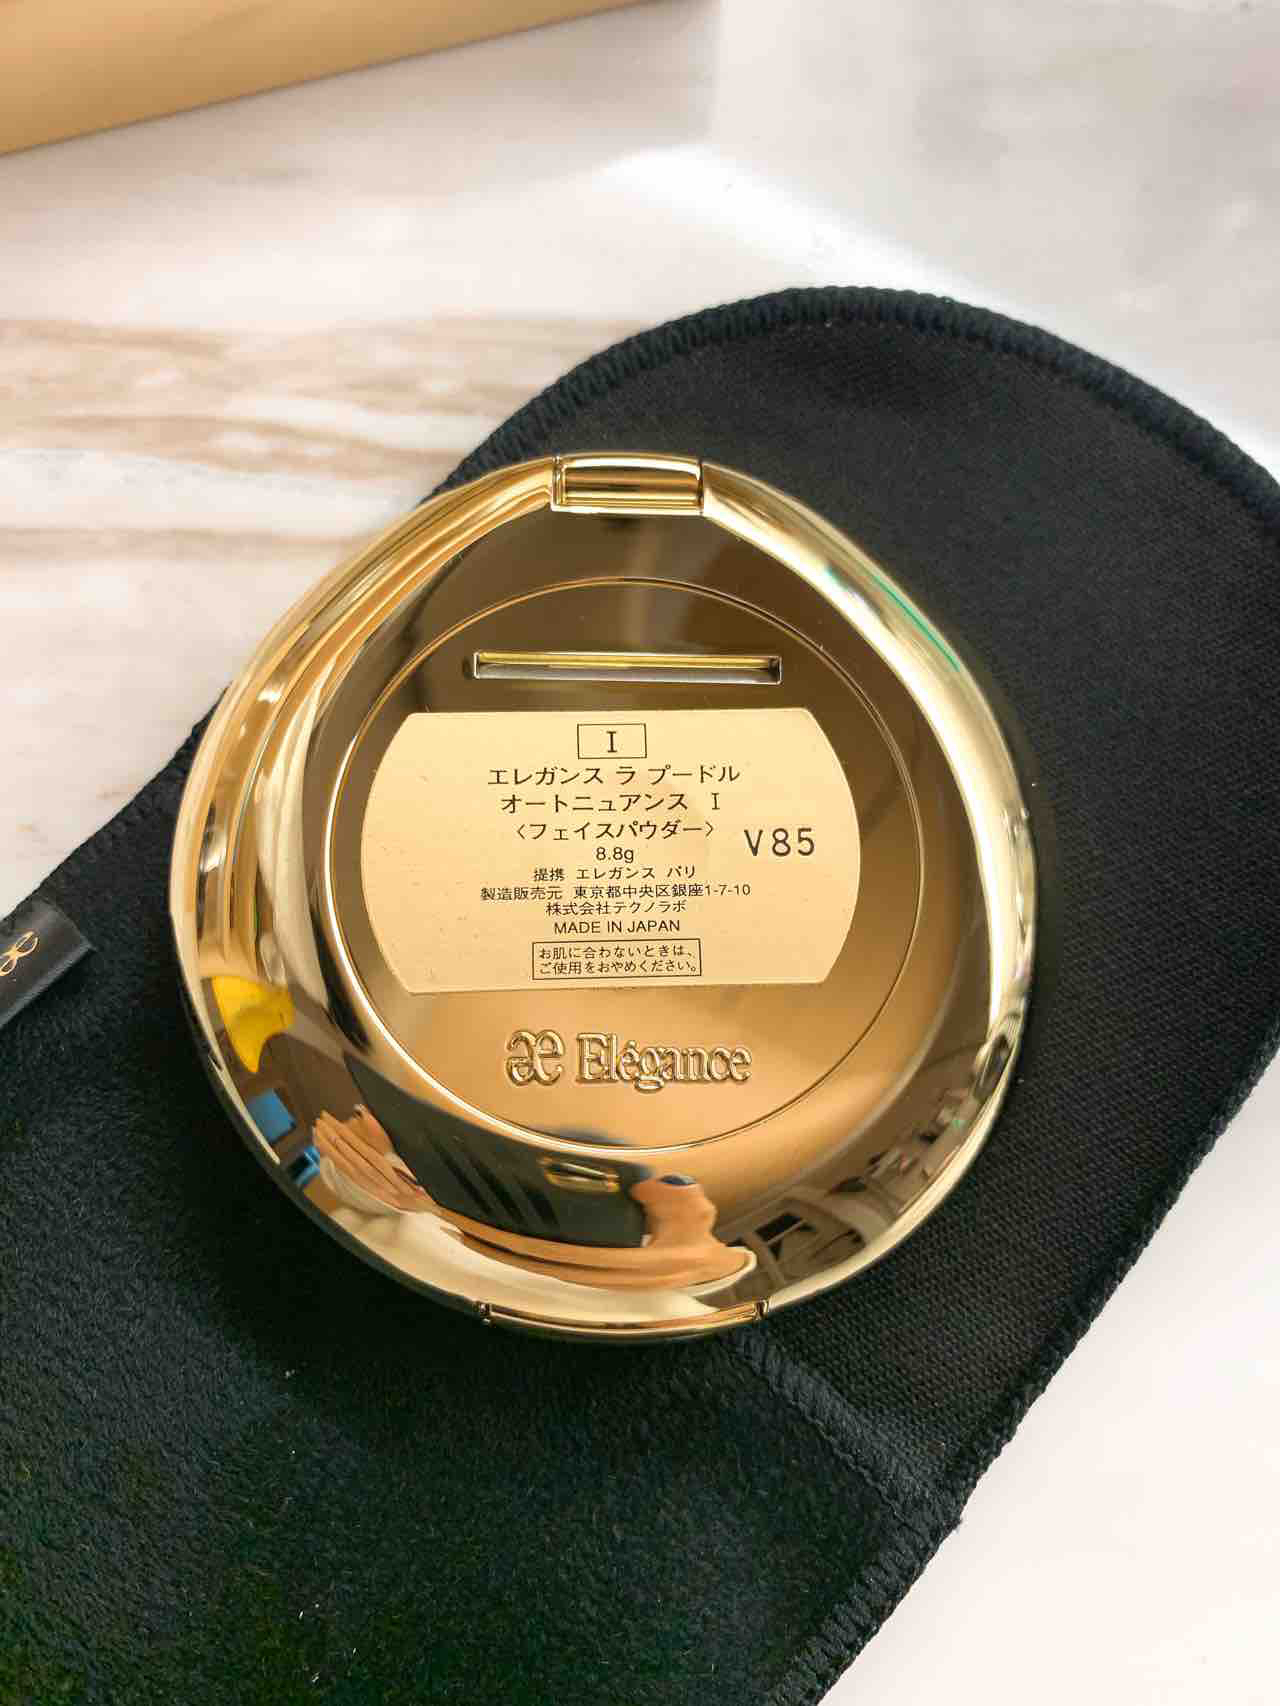 I
エレガンス ラ プードル
オートニュアンス I
〈フェイスパウダー〉
V85
8.8g
提携 エレガンス パリ
製造販売元 東京都中央区銀座1-7-10
株式会社テクノラボ
MADE IN JAPAN
お肌に合わないときは、
ご使用をおやめください。
æ Elégance